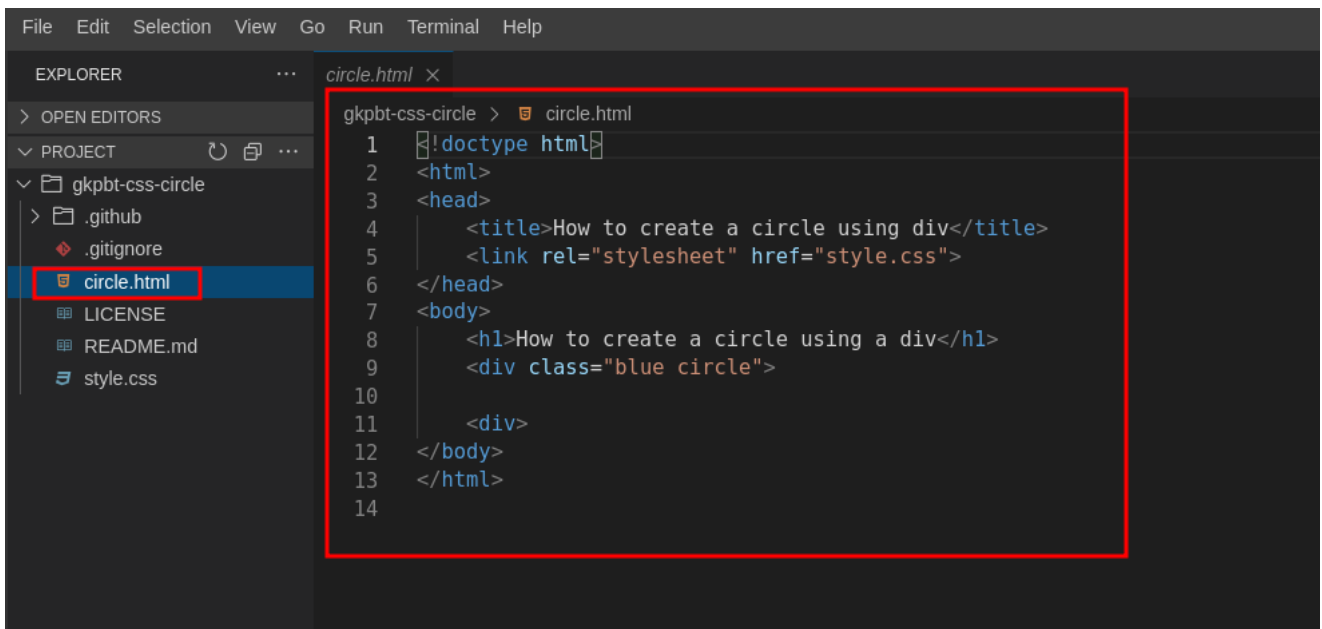 File Edit Selection View Go Run Terminal Help
EXPLORER ···
OPEN EDITORS
PROJECT ···
gkpbt-css-circle
.github
.gitignore
circle.html
LICENSE
README.md
style.css
circle.html ×
gkpbt-css-circle > circle.html
1 <!doctype html>
2 <html>
3 <head>
4     <title>How to create a circle using div</title>
5     <link rel="stylesheet" href="style.css">
6 </head>
7 <body>
8     <h1>How to create a circle using a div</h1>
9     <div class="blue circle">
10
11     <div>
12 </body>
13 </html>
14